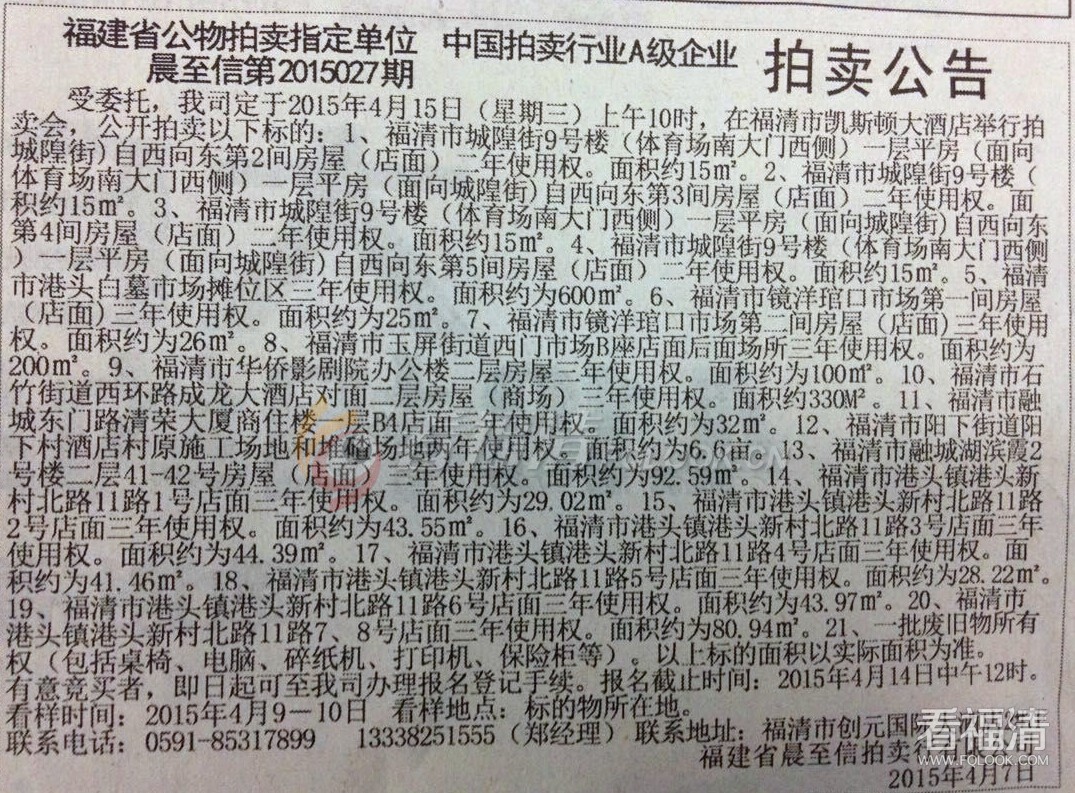 福建省公物拍卖指定单位 中国拍卖行业A级企业 拍卖公告
晨至信第2015027期
受委托，我司定于2015年4月15日（星期三）上午10时，在福清市凯斯顿大酒店举行拍
卖会，公开拍卖以下标的：1、福清市城隍街9号楼（体育场南大门西侧）一层平房（面向
城隍街)自西向东第2间房屋（店面）二年使用权。面积约15㎡。2、福清市城隍街9号楼（
体育场南大门西侧）一层平房（面向城隍街)自西向东第3间房屋（店面）二年使用权。面
积约15㎡。3、福清市城隍街9号楼（体育场南大门西侧）一层平房（面向城隍街)自西向东
第4间房屋（店面）二年使用权。面积约15㎡。4、福清市城隍街9号楼（体育场南大门西侧
）一层平房（面向城隍街)自西向东第5间房屋（店面）二年使用权。面积约15㎡。5、福清
市港头白墓市场摊位区三年使用权。面积约为600㎡。6、福清市镜洋琯口市场第一间房屋
（店面)三年使用权。面积约为25㎡。7、福清市镜洋琯口市场第二间房屋（店面)三年使用
权。面积约为26㎡。8、福清市玉屏街道西门市场B座店面后面场所三年使用权。面积约为
200㎡。9、福清市华侨影剧院办公楼二层房屋三年使用权。面积约为100㎡。10、福清市石
竹街道西环路成龙大酒店对面二层房屋（商场）三年使用权。面积约为330M²。11、福清市融
城东门路清荣大厦商住楼一层B4店面三年使用权。面积约为32㎡。12、福清市阳下街道阳
下村酒店村原施工场地和堆碴场地两年使用权。面积约为6.6亩。13、福清市融城湖滨霞2
号楼二层41-42号房屋（店面）三年使用权。面积约为92.59㎡。14、福清市港头镇港头新
村北路11路1号店面三年使用权。面积约为29.02㎡。15、福清市港头镇港头新村北路11路
2号店面三年使用权。面积约为43.55㎡。16、福清市港头镇港头新村北路11路3号店面三年
使用权。面积约为44.39㎡。17、福清市港头镇港头新村北路11路4号店面三年使用权。面
积约为41.46㎡。18、福清市港头镇港头新村北路11路5号店面三年使用权。面积约为28.22㎡。
19、福清市港头镇港头新村北路11路6号店面三年使用权。面积约为43.97㎡。20、福清市
港头镇港头新村北路11路7、8号店面三年使用权。面积约为80.94㎡。21、一批废旧物所有
权（包括桌椅、电脑、碎纸机、打印机、保险柜等）。以上标的面积以实际面积为准。
有意竞买者，即日起可至我司办理报名登记手续。报名截止时间：2015年4月14日中午12时。
看样时间：2015年4月9—10日 看样地点：标的物所在地。
联系电话：0591-85317899 13338251555（郑经理）联系地址：福清市创元国际
福建省晨至信拍卖行有限公司
2015年4月7日
看福清
WWW.FQLOOK.COM